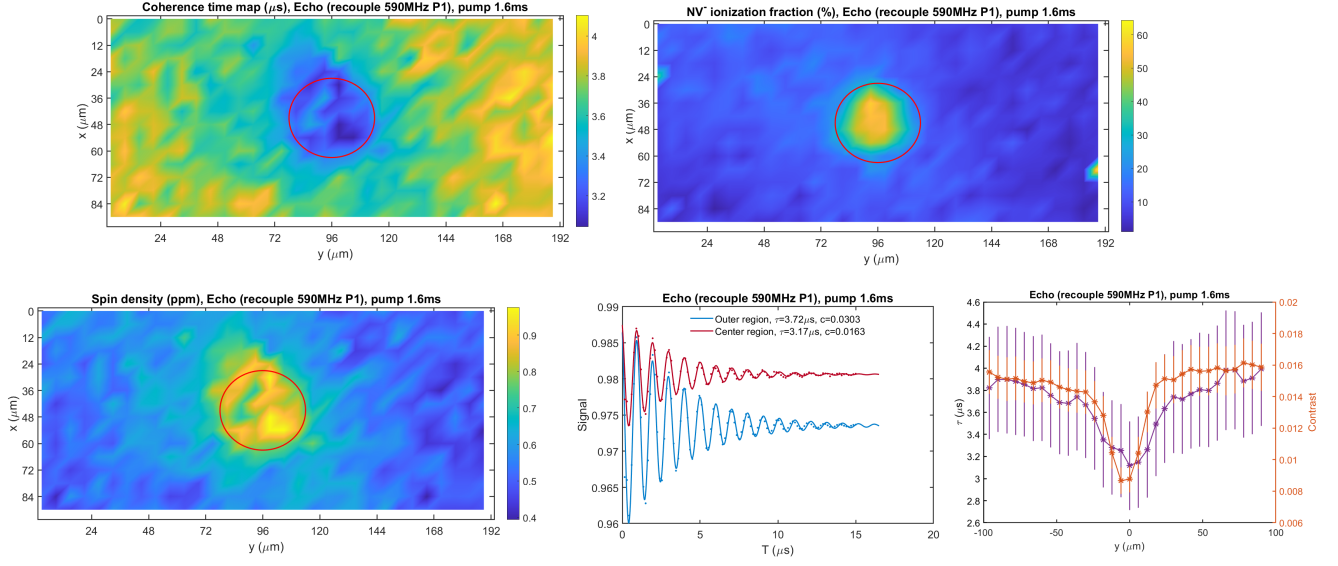 Coherence time map (μs), Echo (recouple 590MHz P1), pump 1.6ms
0
12
24
36
48
60
72
84
x (μm)
24 48 72 96 120 144 168 192
y (μm)
4
3.8
3.6
3.4
3.2
NV⁻ ionization fraction (%), Echo (recouple 590MHz P1), pump 1.6ms
0
12
24
36
48
60
72
84
x (μm)
24 48 72 96 120 144 168 192
y (μm)
60
50
40
30
20
10
Spin density (ppm), Echo (recouple 590MHz P1), pump 1.6ms
0
12
24
36
48
60
72
84
x (μm)
24 48 72 96 120 144 168 192
y (μm)
0.9
0.8
0.7
0.6
0.5
0.4
Echo (recouple 590MHz P1), pump 1.6ms
Outer region, τ=3.72μs, c=0.0303
Center region, τ=3.17μs, c=0.0163
0.99
0.985
0.98
0.975
0.97
0.965
0.96
Signal
0 5 10 15 20
T (μs)
Echo (recouple 590MHz P1), pump 1.6ms
4.6
4.4
4.2
4
3.8
3.6
3.4
3.2
3
2.8
2.6
τ (μs)
-100 -50 0 50 100
y (μm)
0.02
0.018
0.016
0.014
0.012
0.010
0.008
0.006
Contrast